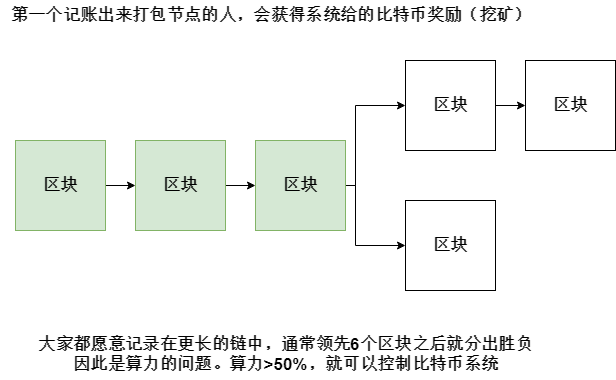 第一个记账出来打包节点的人，会获得系统给的比特币奖励（挖矿）
区块
区块
区块
区块
区块
区块
大家都愿意记录在更长的链中，通常领先6个区块之后就分出胜负
因此是算力的问题。算力>50%，就可以控制比特币系统